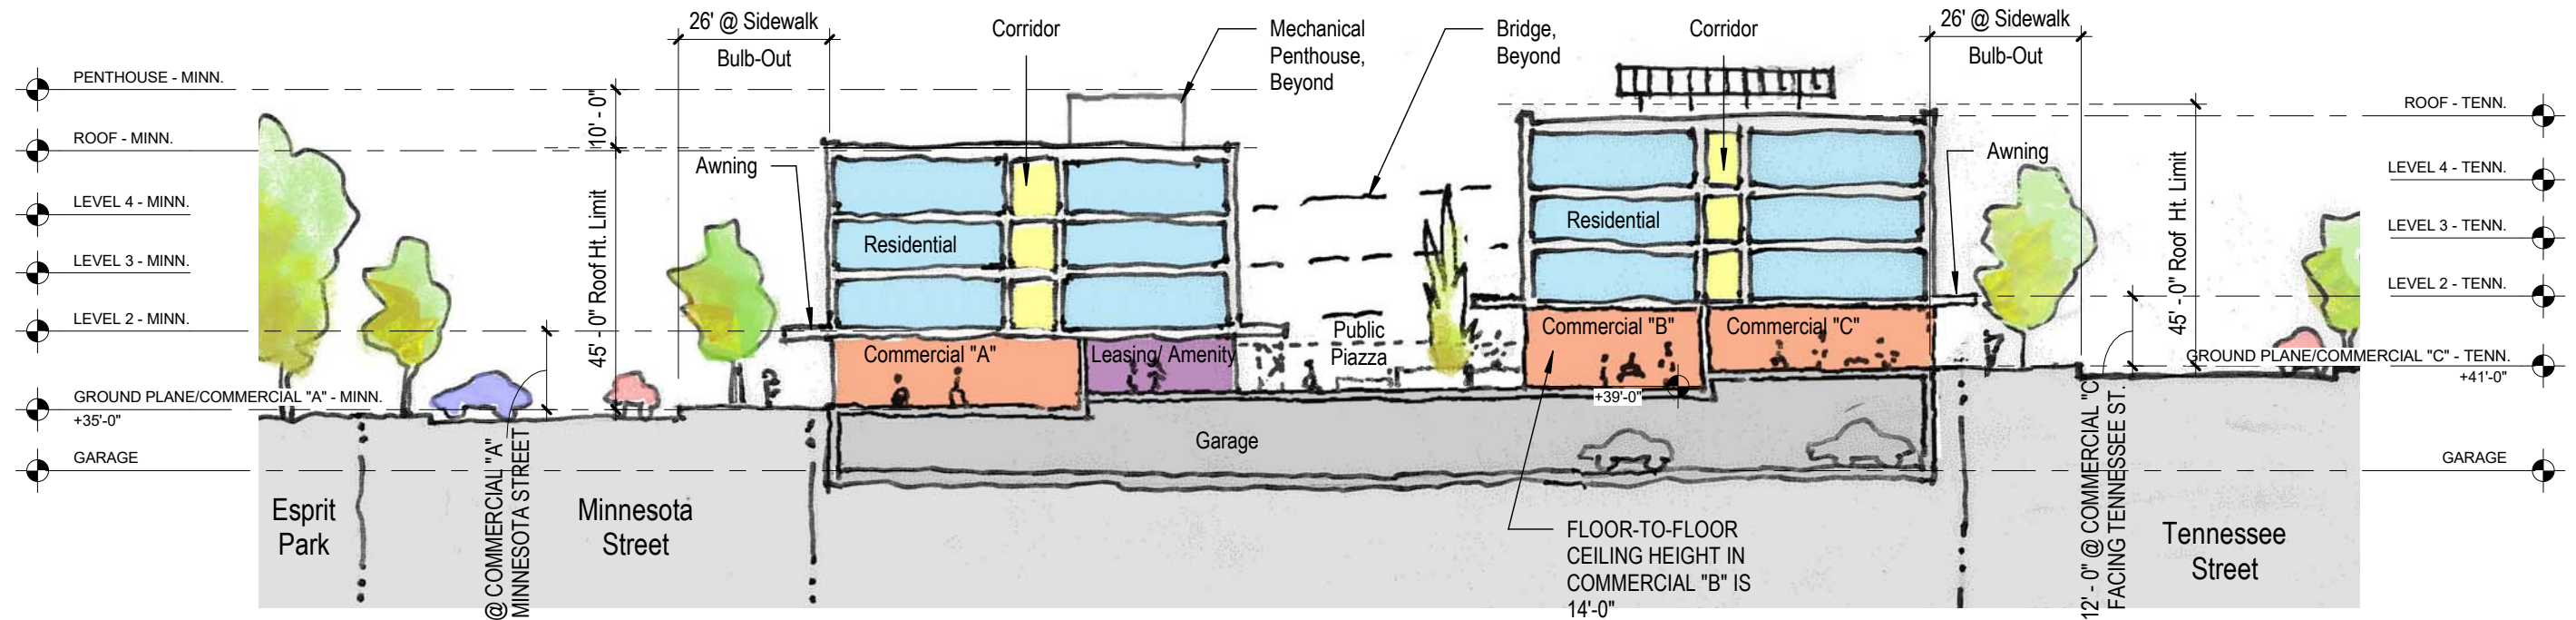 26' @ Sidewalk
Bulb-Out
Corridor
Mechanical
Penthouse,
Beyond
Bridge,
Beyond
Corridor
26' @ Sidewalk
Bulb-Out
PENTHOUSE - MINN.
ROOF - MINN.
LEVEL 4 - MINN.
LEVEL 3 - MINN.
LEVEL 2 - MINN.
GROUND PLANE/COMMERCIAL "A" - MINN.
+35'-0"
GARAGE
10' - 0"
45' - 0" Roof Ht. Limit
Awning
Residential
Commercial "A"
Leasing/ Amenity
Public
Piazza
Residential
Commercial "B"
Commercial "C"
+39'-0"
Garage
Awning
45' - 0" Roof Ht. Limit
ROOF - TENN.
LEVEL 4 - TENN.
LEVEL 3 - TENN.
LEVEL 2 - TENN.
GROUND PLANE/COMMERCIAL "C" - TENN.
+41'-0"
GARAGE
Esprit
Park
@ COMMERCIAL "A"
MINNESOTA STREET
Minnesota
Street
FLOOR-TO-FLOOR
CEILING HEIGHT IN
COMMERCIAL "B" IS
14'-0"
12' - 0" @ COMMERCIAL "C"
FACING TENNESSEE ST.
Tennessee
Street